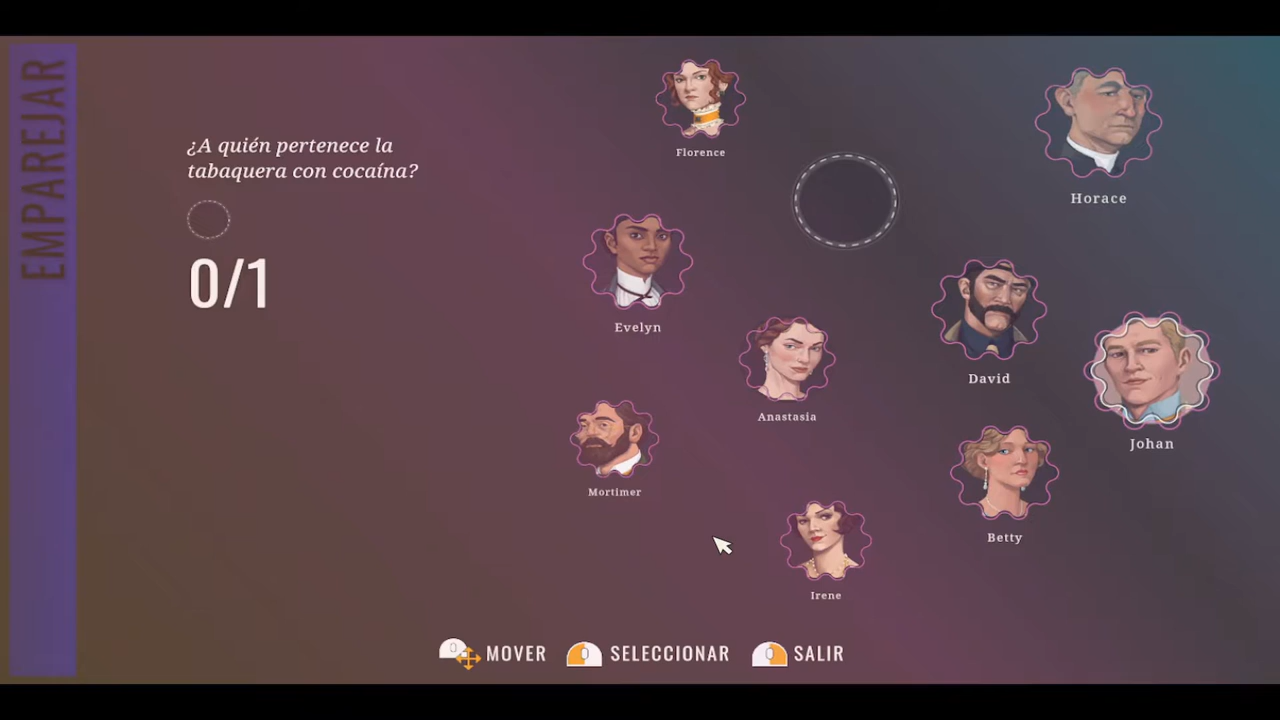 EMPAREJAR
¿A quién pertenece la
tabaquera con cocaína?
0/1
Florence
Horace
Evelyn
David
Anastasia
Johan
Mortimer
Betty
Irene
MOVER SELECCIONAR SALIR